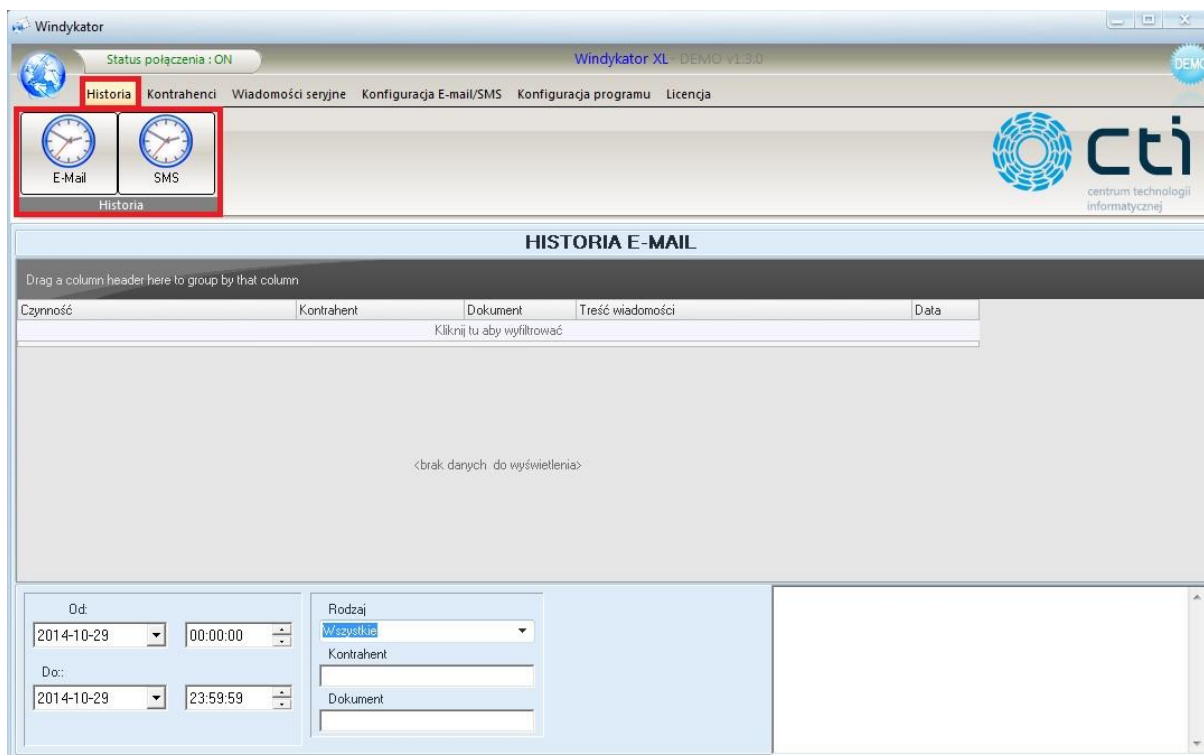 Windykator
Status połączenia : ON
Windykator XL - DEMO v1.3.0
DEMO
Historia Kontrahenci Wiadomości seryjne Konfiguracja E-mail/SMS Konfiguracja programu Licencja
E-Mail SMS
Historia
cti
centrum technologii
informatycznej
HISTORIA E-MAIL
Drag a column header here to group by that column
Czynność Kontrahent Dokument Treść wiadomości Data
Kliknij tu aby wyfiltrować
<brak danych do wyświetlenia>
Od:
2014-10-29 00:00:00
Do::
2014-10-29 23:59:59
Rodzaj
Wszystkie
Kontrahent
Dokument